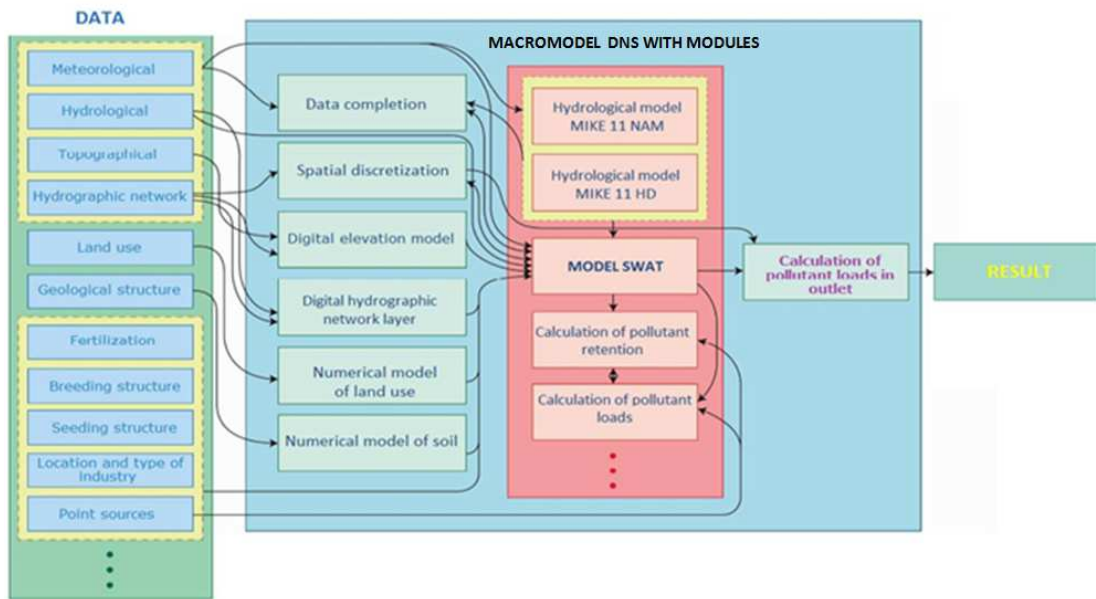 DATA
Meteorological
Hydrological
Topographical
Hydrographic network
Land use
Geological structure
Fertilization
Breeding structure
Seeding structure
Location and type of
industry
Point sources
MACROMODEL DNS WITH MODULES
Data completion
Spatial discretization
Digital elevation model
Digital hydrographic
network layer
Numerical model
of land use
Numerical model of soil
Hydrological model
MIKE 11 NAM
Hydrological model
MIKE 11 HD
MODEL SWAT
Calculation of pollutant
retention
Calculation of pollutant
loads
Calculation of
pollutant loads in
outlet
RESULT